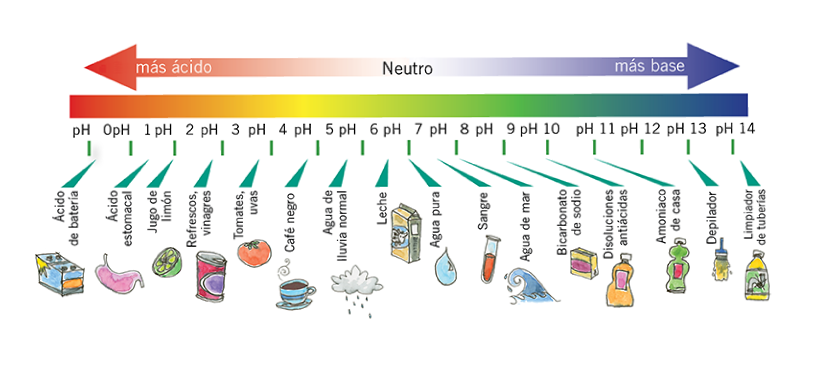 más ácido
Neutro
más base
pH 0pH 1 pH 2 pH 3 pH 4 pH 5 pH 6 pH 7 pH 8 pH 9 pH 10 pH 11 pH 12 pH 13 pH 14
Ácido
de batería
Ácido
estomacal
Jugo de
limón
Refrescos,
vinagres
Tomates,
uvas
Café negro
Agua de
lluvia normal
Leche
Agua pura
Sangre
Agua de mar
Bicarbonato
de sodio
Disoluciones
antiácidas
Amoniaco
de casa
Depilador
Limpiador
de tuberías